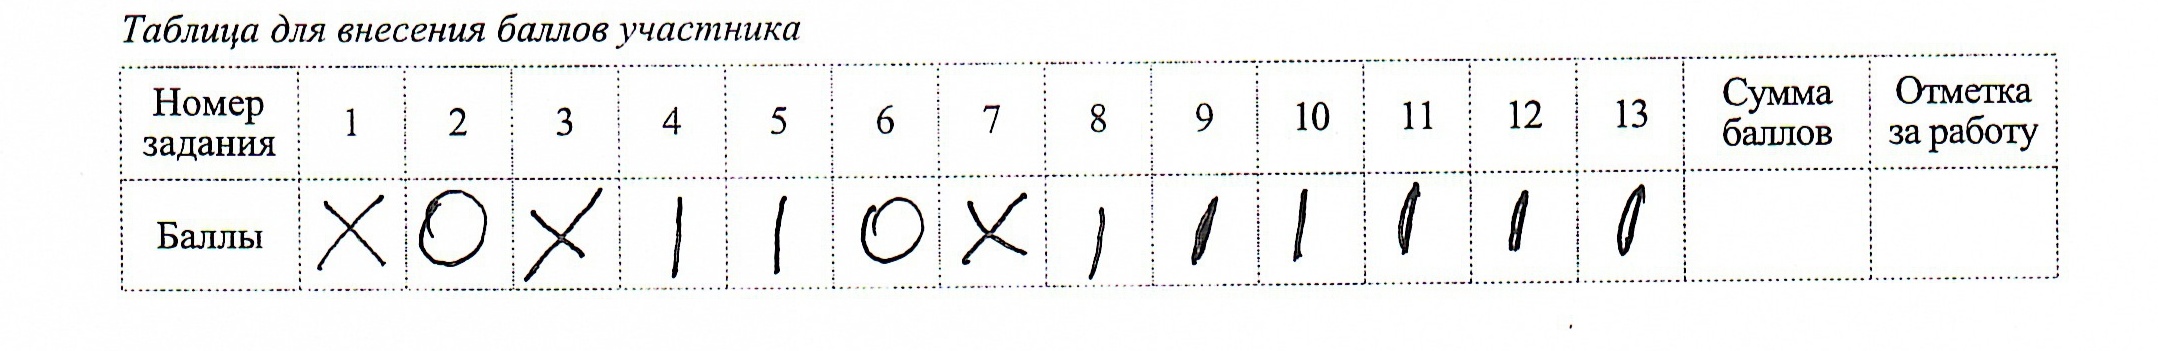 Таблица для внесения баллов участника
Номер задания 1 2 3 4 5 6 7 8 9 10 11 12 13 Сумма баллов Отметка за работу
Баллы X 0 X 1 1 0 X 1 1 1 1 1